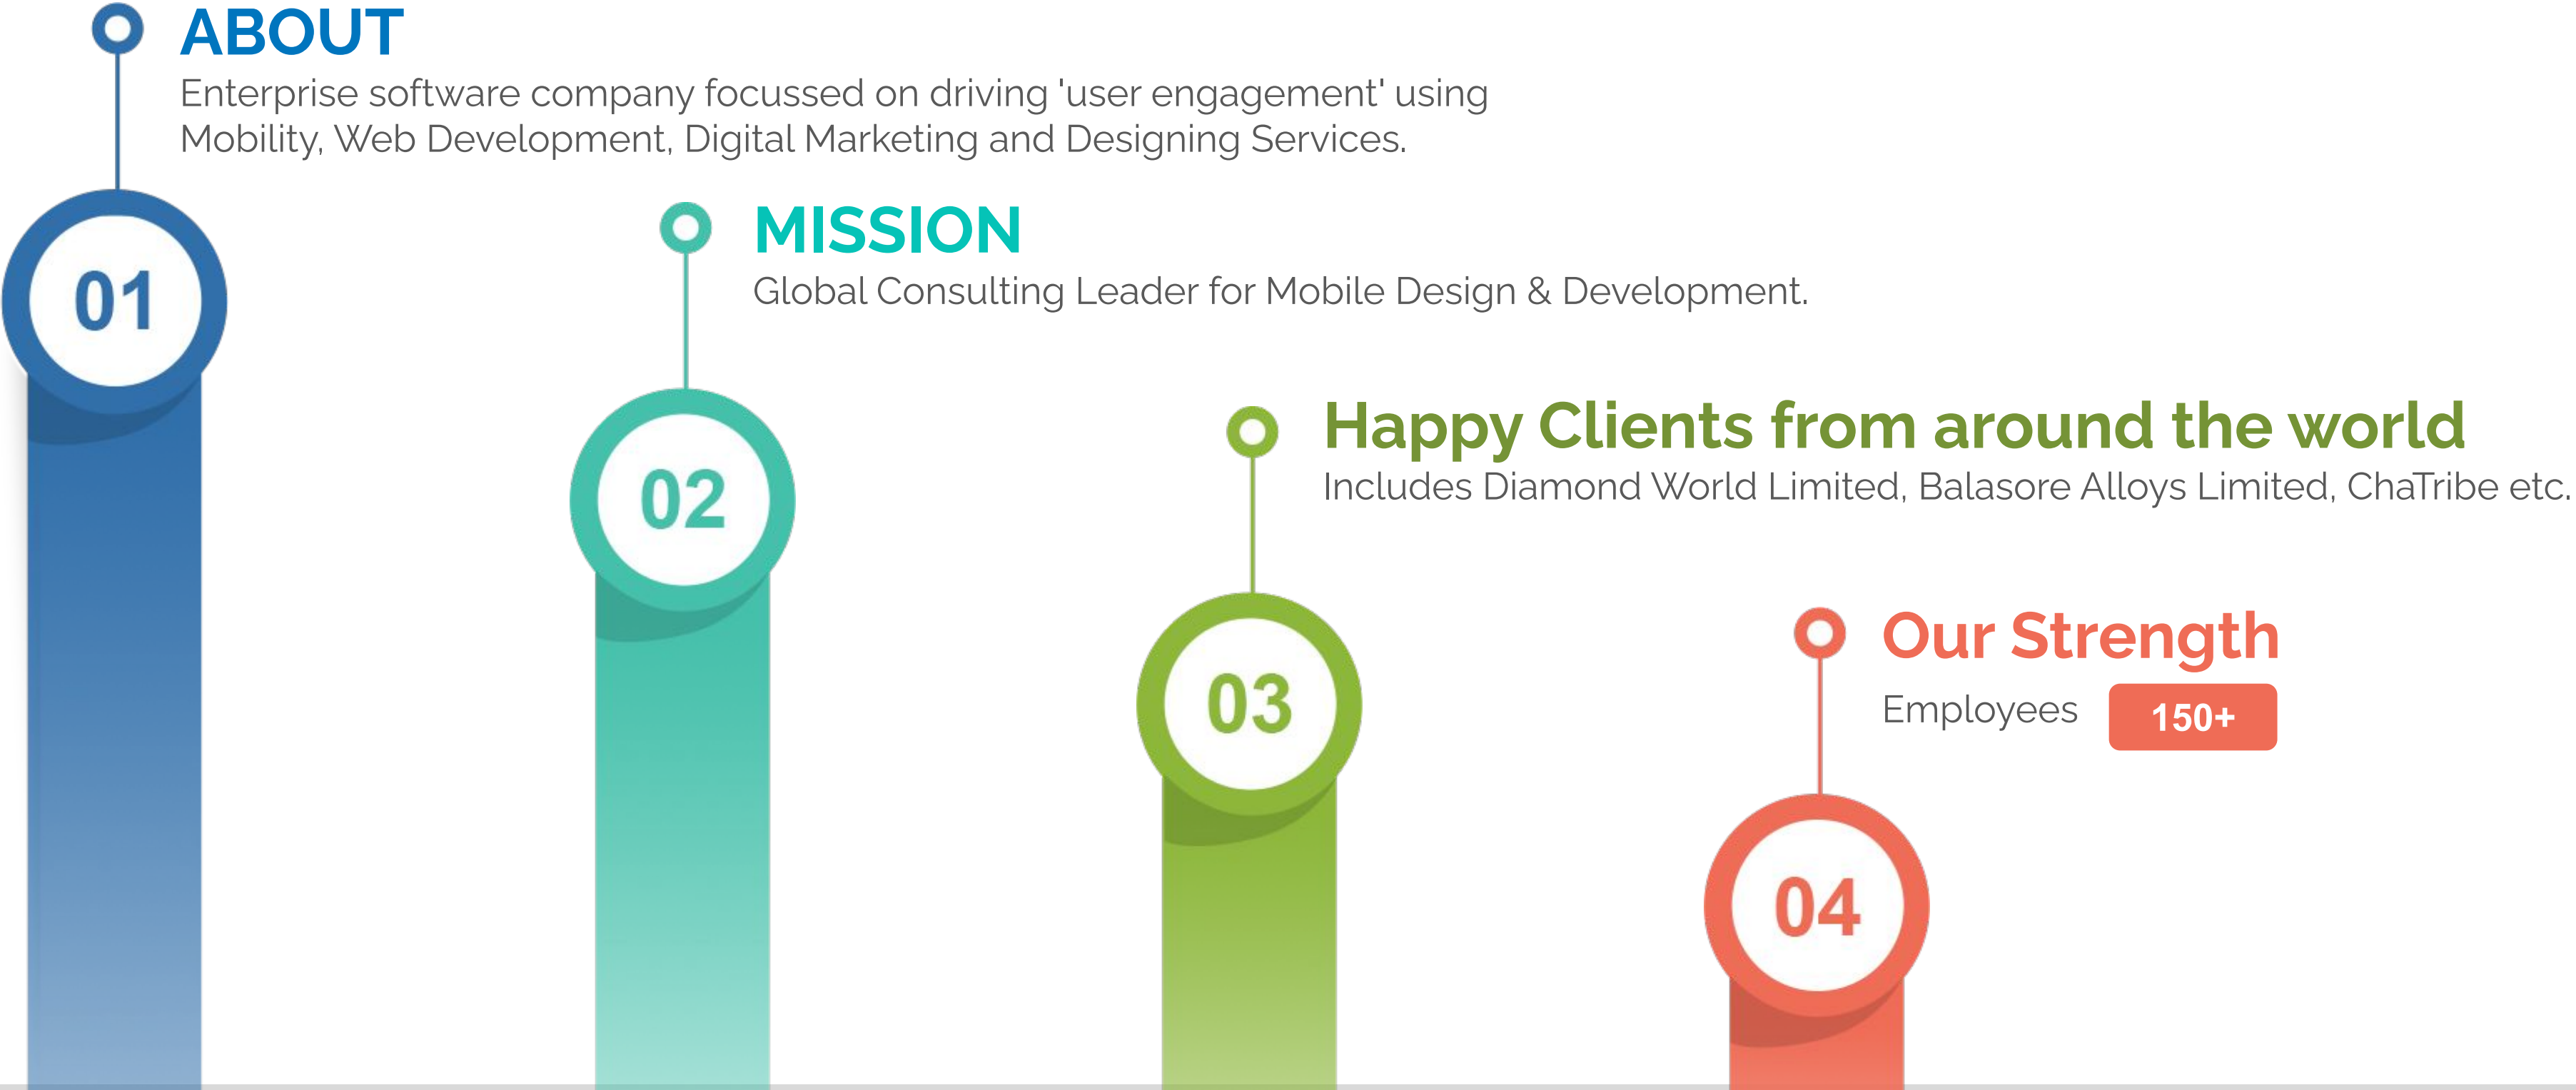 ABOUT
Enterprise software company focussed on driving 'user engagement' using
Mobility, Web Development, Digital Marketing and Designing Services.
01
MISSION
Global Consulting Leader for Mobile Design & Development.
02
Happy Clients from around the world
Includes Diamond World Limited, Balasore Alloys Limited, ChaTribe etc.
03
Our Strength
Employees 150+
04